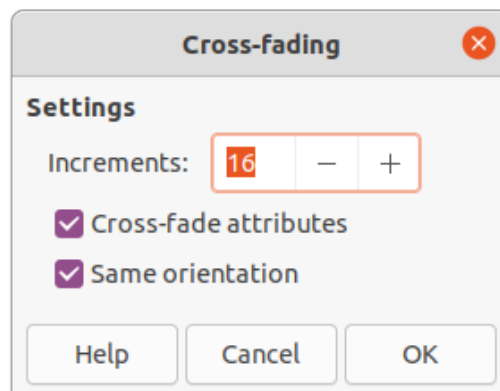 Cross-fading
Settings
Increments: 16
Cross-fade attributes
Same orientation
Help Cancel OK